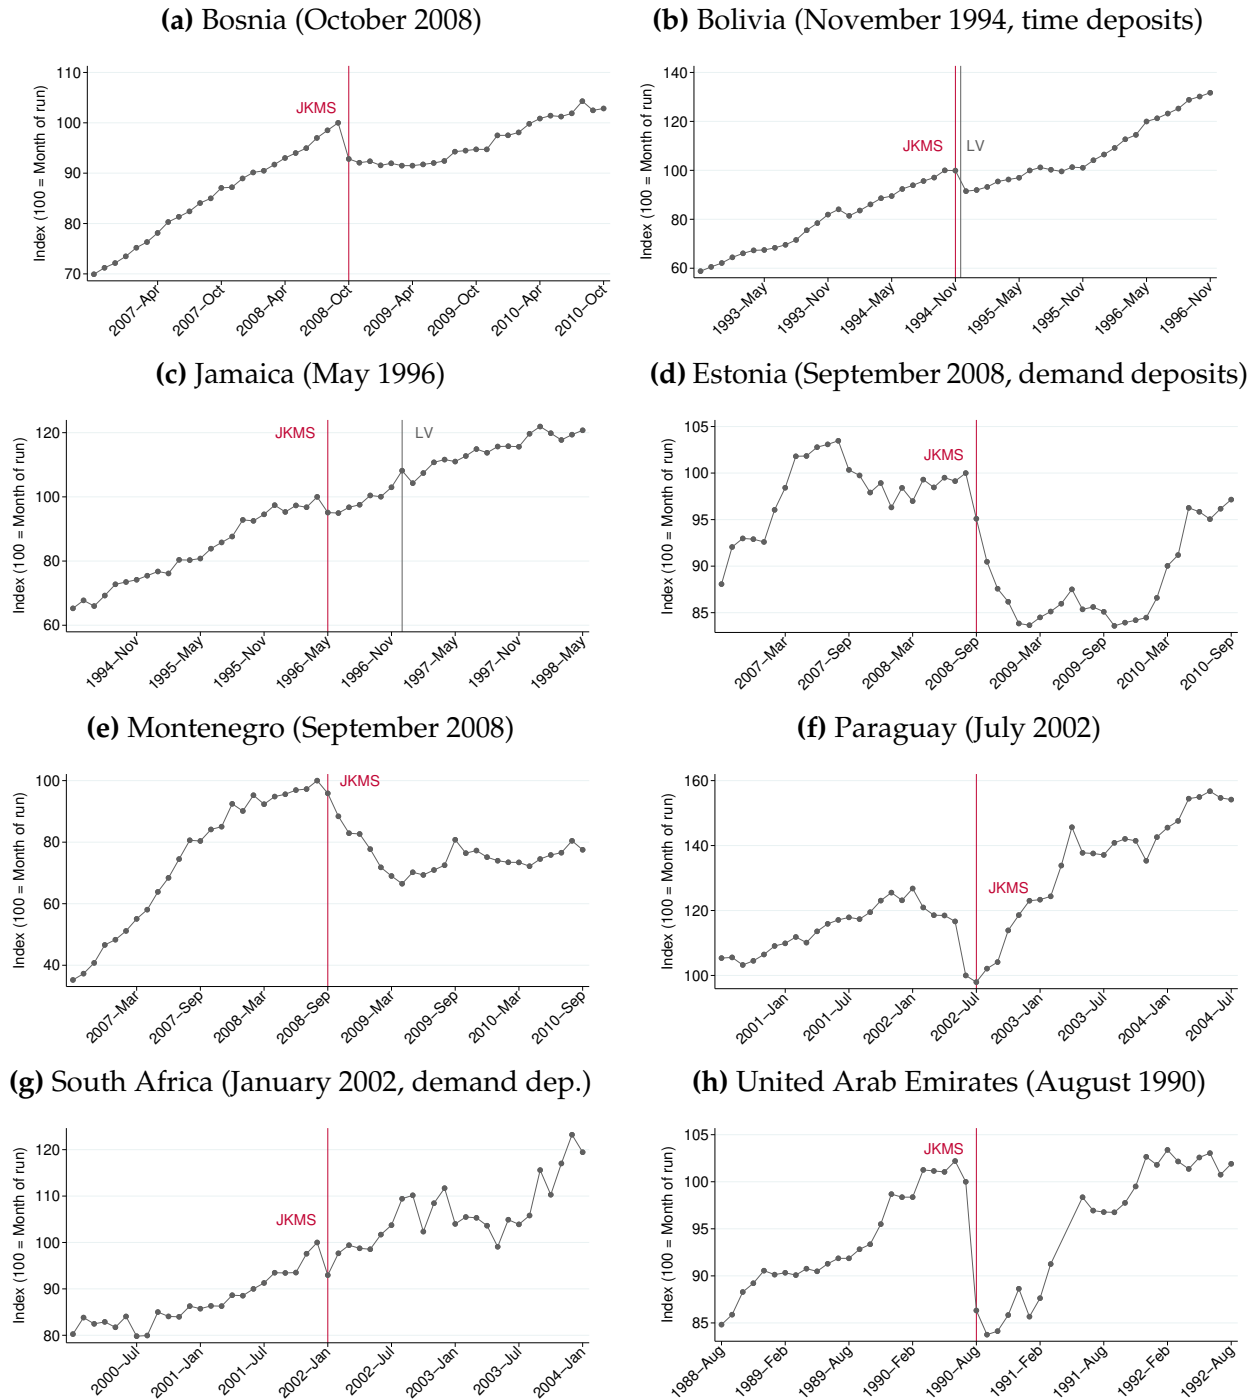 (a) Bosnia (October 2008)
Index (100 = Month of run)
110
100
90
80
70
JKMS
2007–Apr
2007–Oct
2008–Apr
2008–Oct
2009–Apr
2009–Oct
2010–Apr
2010–Oct
(b) Bolivia (November 1994, time deposits)
Index (100 = Month of run)
140
120
100
80
60
JKMS
LV
1993–May
1993–Nov
1994–May
1994–Nov
1995–May
1995–Nov
1996–May
1996–Nov
(c) Jamaica (May 1996)
Index (100 = Month of run)
120
100
80
60
JKMS
LV
1994–Nov
1995–May
1995–Nov
1996–May
1996–Nov
1997–May
1997–Nov
1998–May
(d) Estonia (September 2008, demand deposits)
Index (100 = Month of run)
105
100
95
90
85
JKMS
2007–Mar
2007–Sep
2008–Mar
2008–Sep
2009–Mar
2009–Sep
2010–Mar
2010–Sep
(e) Montenegro (September 2008)
Index (100 = Month of run)
100
80
60
40
JKMS
2007–Mar
2007–Sep
2008–Mar
2008–Sep
2009–Mar
2009–Sep
2010–Mar
2010–Sep
(f) Paraguay (July 2002)
Index (100 = Month of run)
160
140
120
100
JKMS
2001–Jan
2001–Jul
2002–Jan
2002–Jul
2003–Jan
2003–Jul
2004–Jan
2004–Jul
(g) South Africa (January 2002, demand dep.)
Index (100 = Month of run)
120
110
100
90
80
JKMS
2000–Jul
2001–Jan
2001–Jul
2002–Jan
2002–Jul
2003–Jan
2003–Jul
2004–Jan
(h) United Arab Emirates (August 1990)
Index (100 = Month of run)
105
100
95
90
85
JKMS
1988–Aug
1989–Feb
1989–Aug
1990–Feb
1990–Aug
1991–Feb
1991–Aug
1992–Feb
1992–Aug